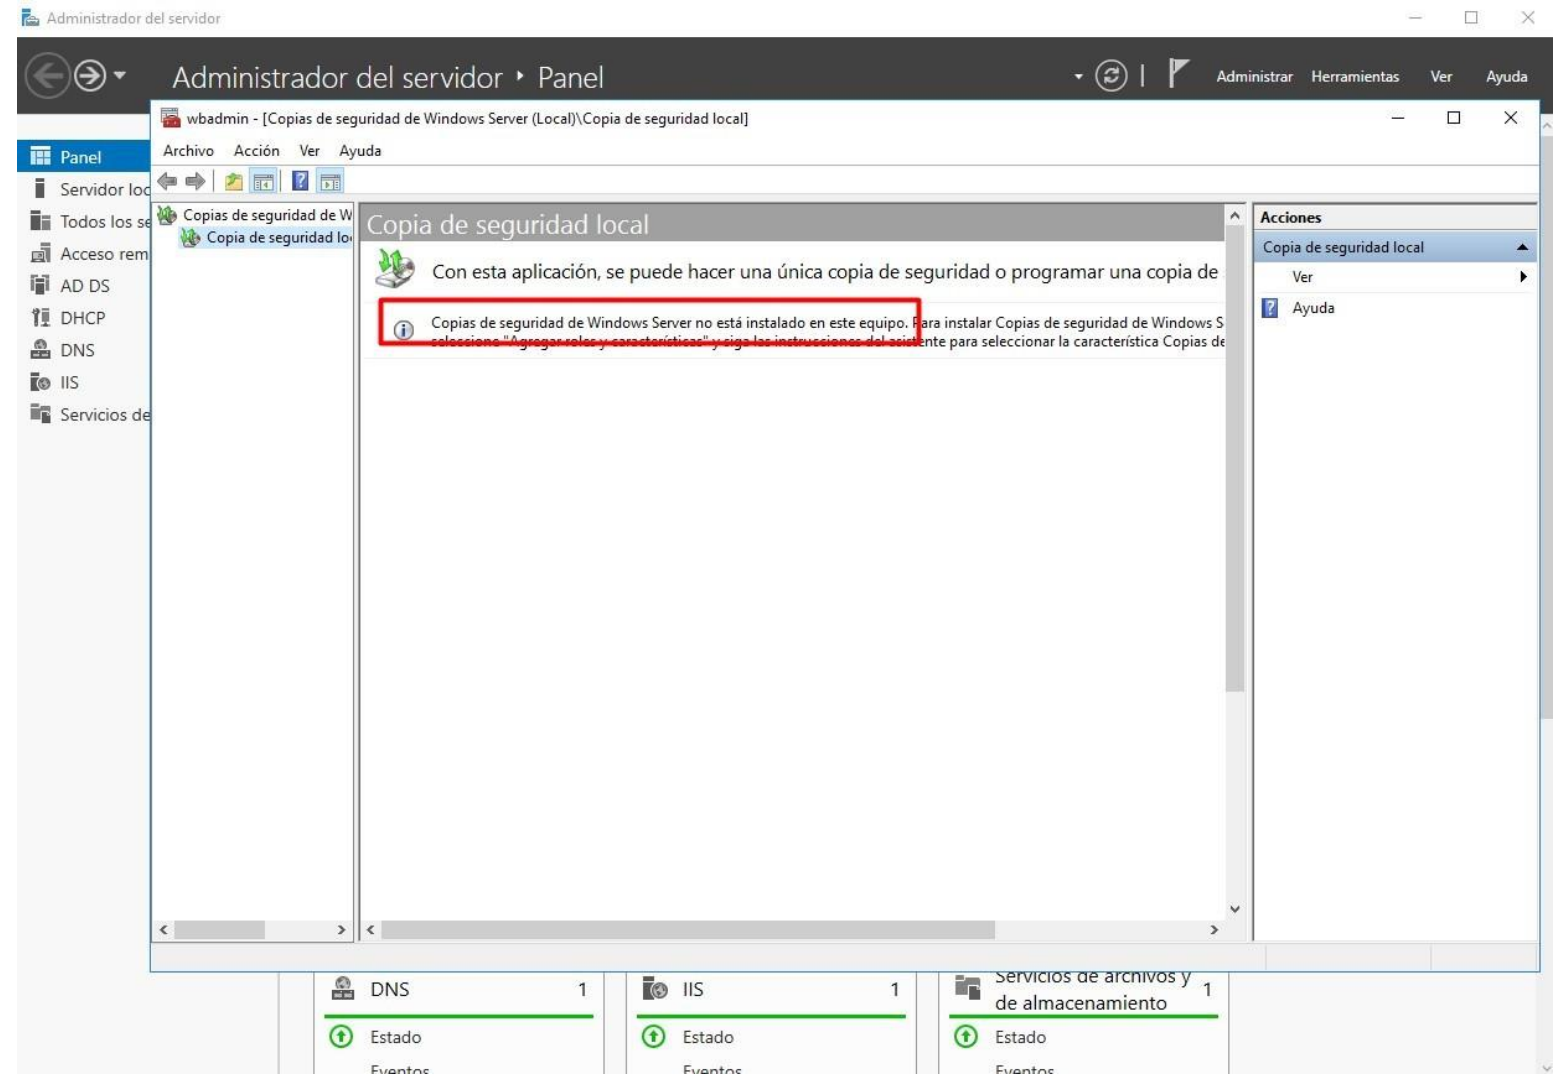 Administrador del servidor
Administrador del servidor ‣ Panel
Administrar Herramientas Ver Ayuda
wbadmin - [Copias de seguridad de Windows Server (Local)\Copia de seguridad local]
Archivo Acción Ver Ayuda
Panel
Servidor loc
Todos los se
Acceso rem
AD DS
DHCP
DNS
IIS
Servicios de
Copias de seguridad de W
Copia de seguridad lo
Copia de seguridad local
Con esta aplicación, se puede hacer una única copia de seguridad o programar una copia de
Copias de seguridad de Windows Server no está instalado en este equipo. Para instalar Copias de seguridad de Windows S
seleccione "Agregar roles y características" y siga las instrucciones del asistente para seleccionar la característica Copias de
Acciones
Copia de seguridad local
Ver
Ayuda
DNS 1
Estado
Eventos
IIS 1
Estado
Eventos
Servicios de archivos y
de almacenamiento 1
Estado
Eventos